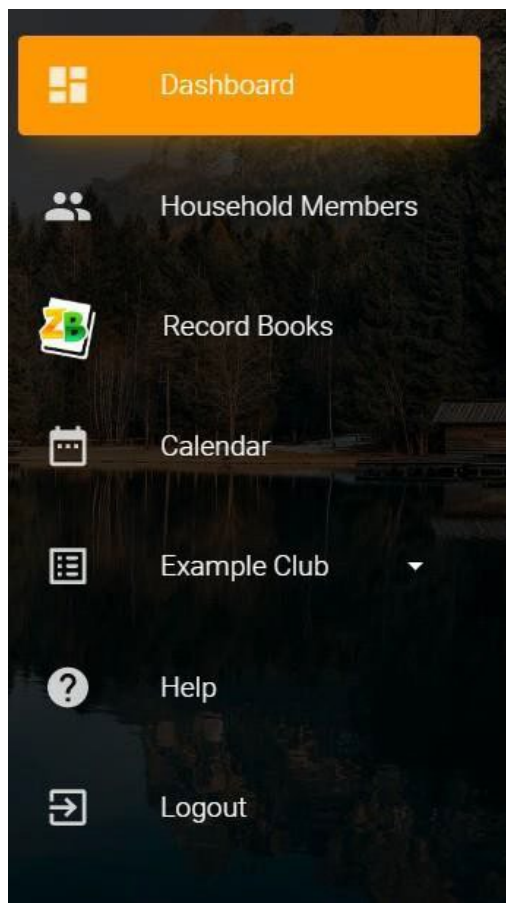 Dashboard
Household Members
ZB
Record Books
Calendar
Example Club
Help
Logout